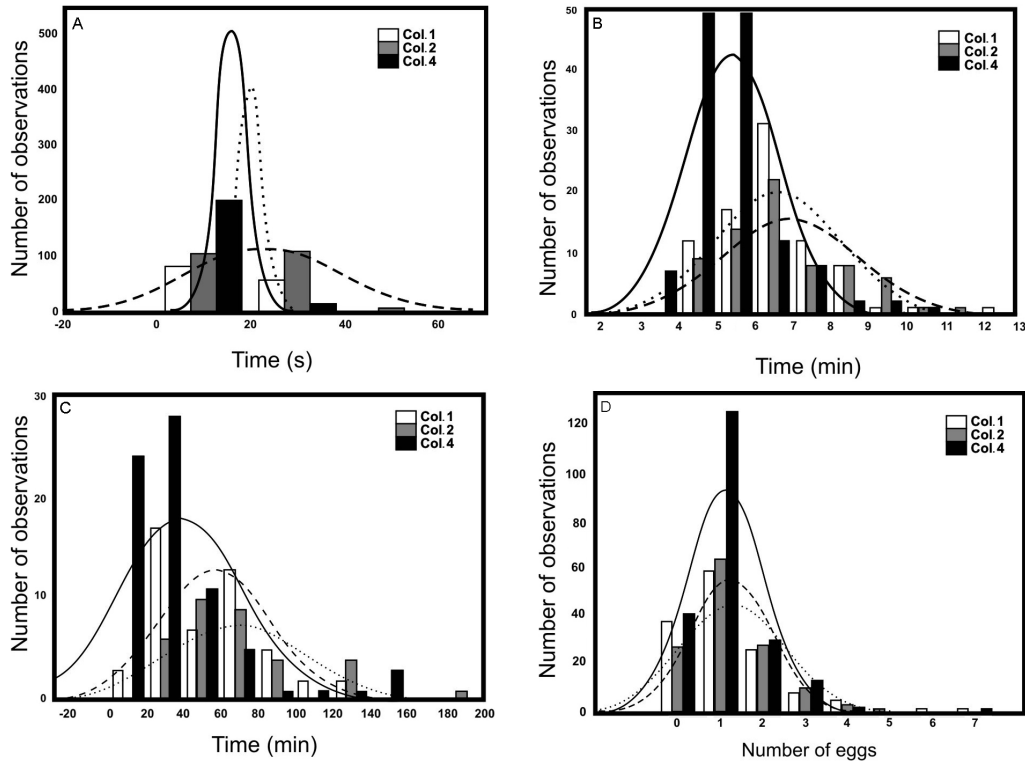 A
Col.1
Col.2
Col.4
Number of observations
500
400
300
200
100
0
-20 0 20 40 60
Time (s)
B
Col.1
Col.2
Col.4
Number of observations
50
40
30
20
10
0
2 3 4 5 6 7 8 9 10 11 12 13
Time (min)
C
Col.1
Col.2
Col.4
Number of observations
30
20
10
0
-20 0 20 40 60 80 100 120 140 160 180 200
Time (min)
D
Col.1
Col.2
Col.4
Number of observations
120
100
80
60
40
20
0
0 1 2 3 4 5 6 7
Number of eggs